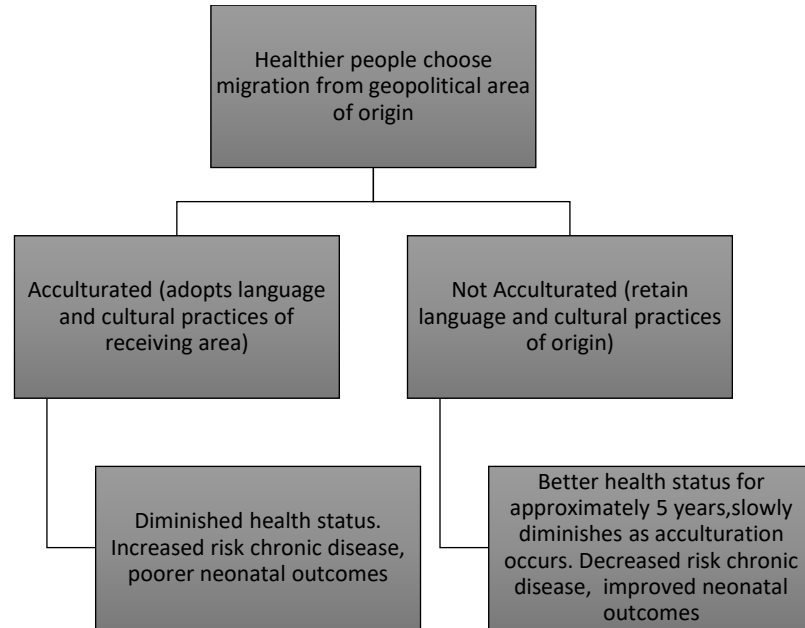 Healthier people choose
migration from geopolitical area
of origin
Acculturated (adopts language
and cultural practices of
receiving area)
Not Acculturated (retain
language and cultural practices
of origin)
Diminished health status.
Increased risk chronic disease,
poorer neonatal outcomes
Better health status for
approximately 5 years,slowly
diminishes as acculturation
occurs. Decreased risk chronic
disease,  improved neonatal
outcomes